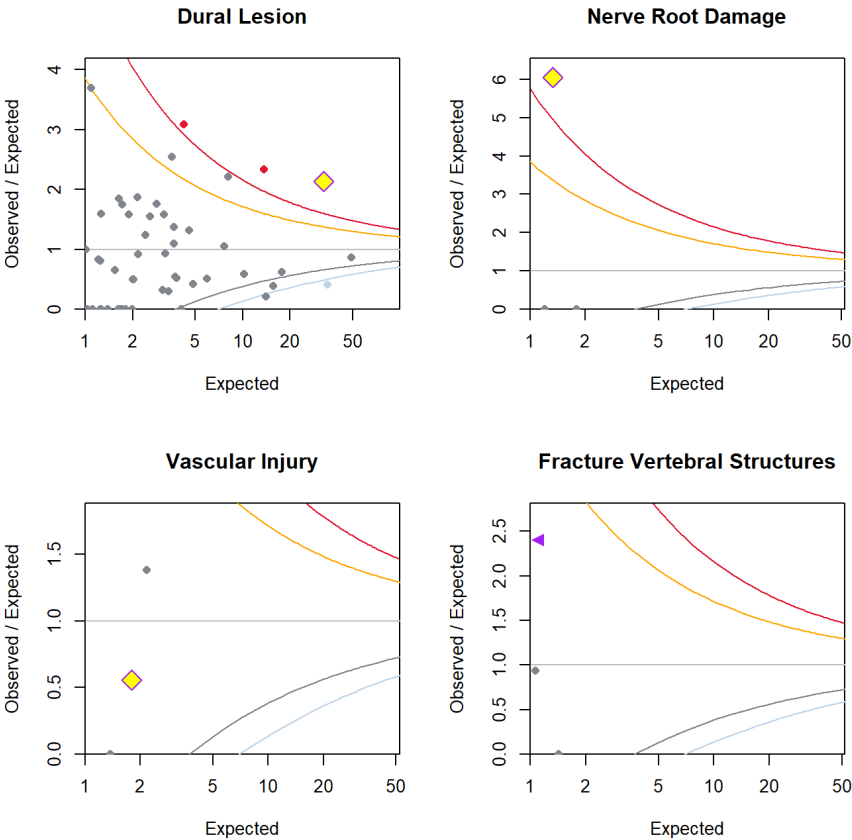 Dural Lesion
Observed / Expected
4
3
2
1
0
1 2 5 10 20 50
Expected
Nerve Root Damage
Observed / Expected
6
5
4
3
2
1
0
1 2 5 10 20 50
Expected
Vascular Injury
Observed / Expected
1.5
1.0
0.5
0.0
1 2 5 10 20 50
Expected
Fracture Vertebral Structures
Observed / Expected
2.5
2.0
1.5
1.0
0.5
0.0
1 2 5 10 20 50
Expected